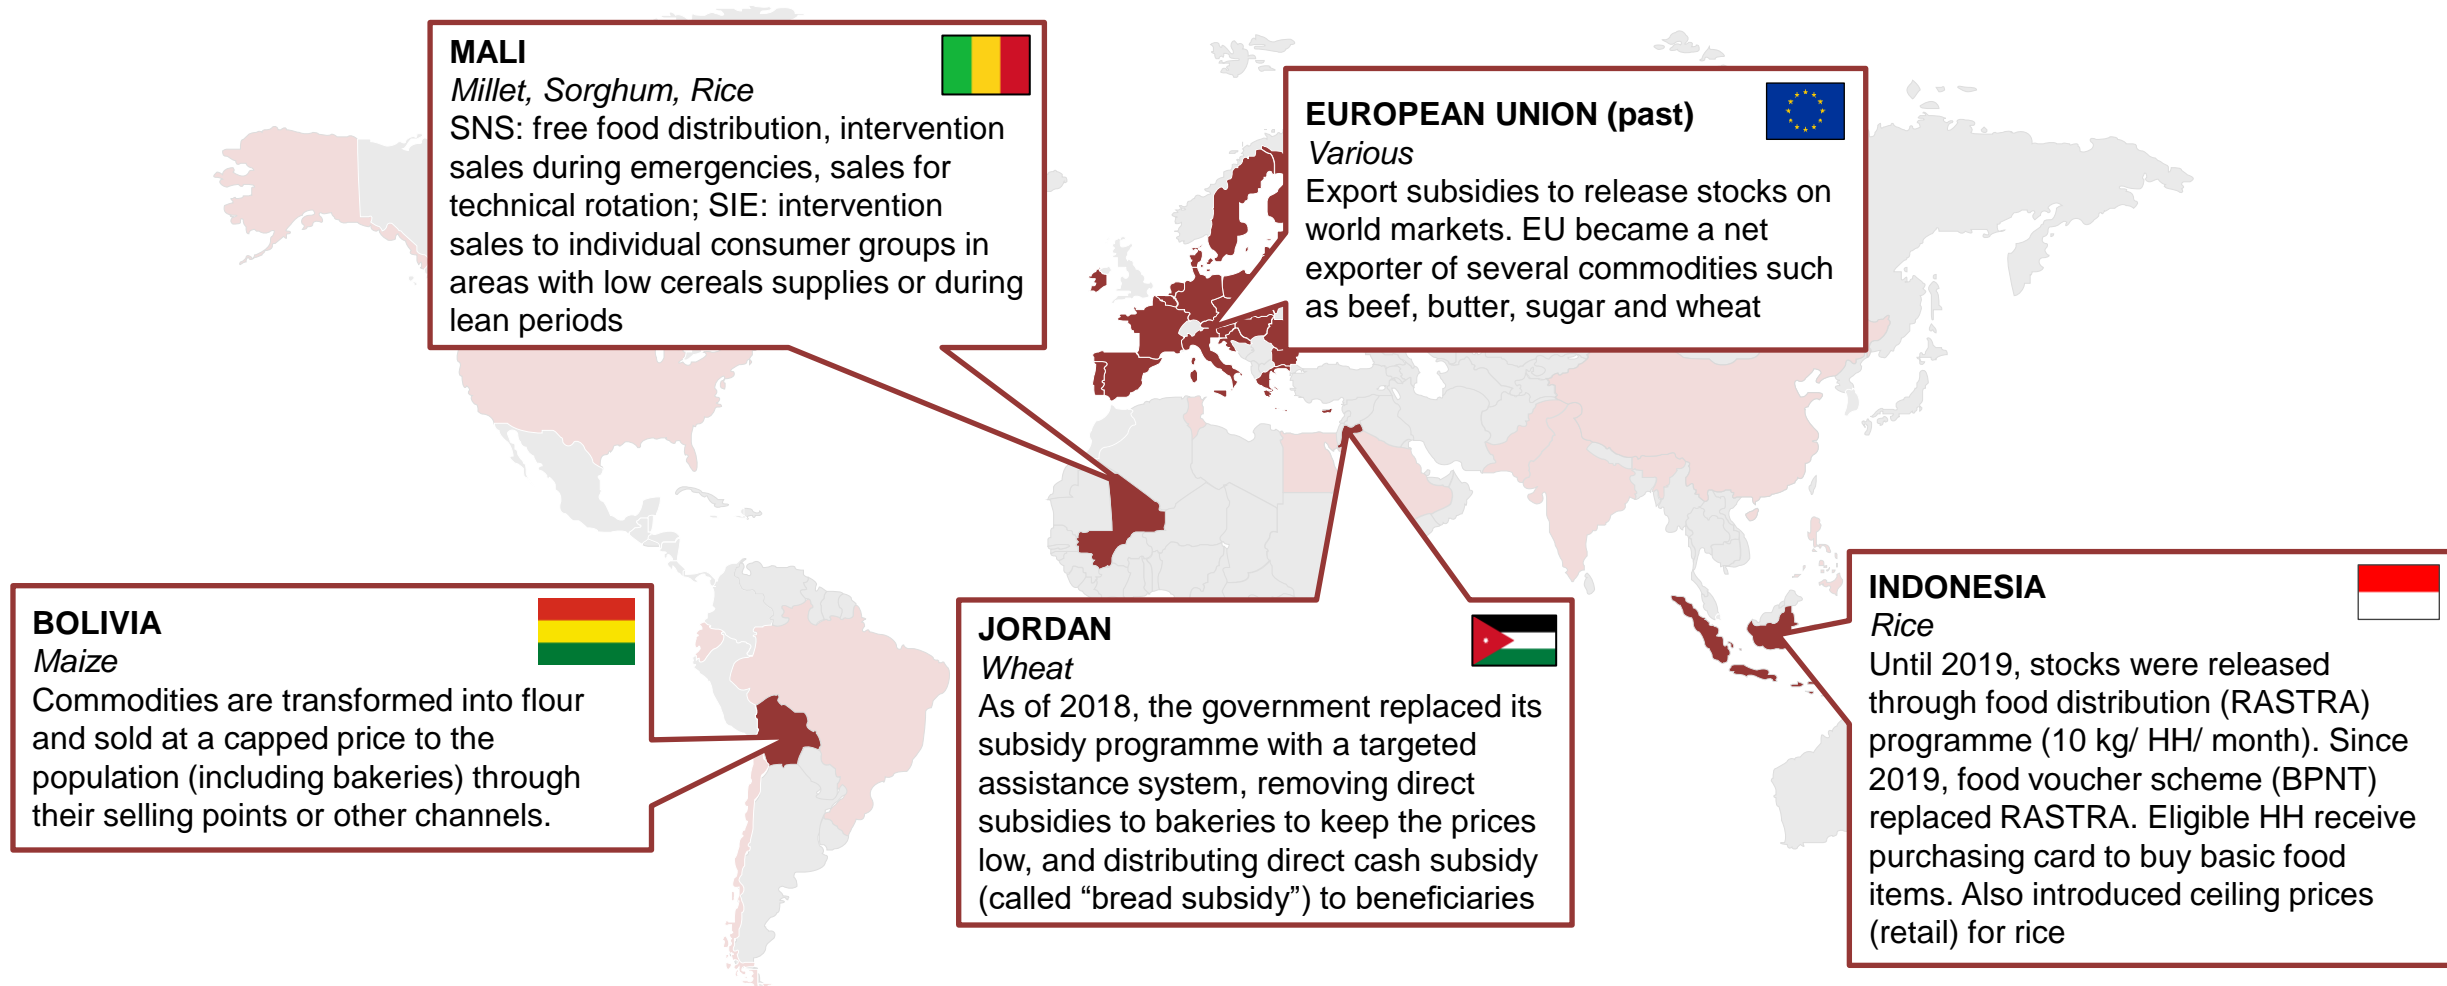 MALI
Millet, Sorghum, Rice
SNS: free food distribution, intervention
sales during emergencies, sales for
technical rotation; SIE: intervention
sales to individual consumer groups in
areas with low cereals supplies or during
lean periods
EUROPEAN UNION (past)
Various
Export subsidies to release stocks on
world markets. EU became a net
exporter of several commodities such
as beef, butter, sugar and wheat
BOLIVIA
Maize
Commodities are transformed into flour
and sold at a capped price to the
population (including bakeries) through
their selling points or other channels.
JORDAN
Wheat
As of 2018, the government replaced its
subsidy programme with a targeted
assistance system, removing direct
subsidies to bakeries to keep the prices
low, and distributing direct cash subsidy
(called “bread subsidy”) to beneficiaries
INDONESIA
Rice
Until 2019, stocks were released
through food distribution (RASTRA)
programme (10 kg/ HH/ month). Since
2019, food voucher scheme (BPNT)
replaced RASTRA. Eligible HH receive
purchasing card to buy basic food
items. Also introduced ceiling prices
(retail) for rice